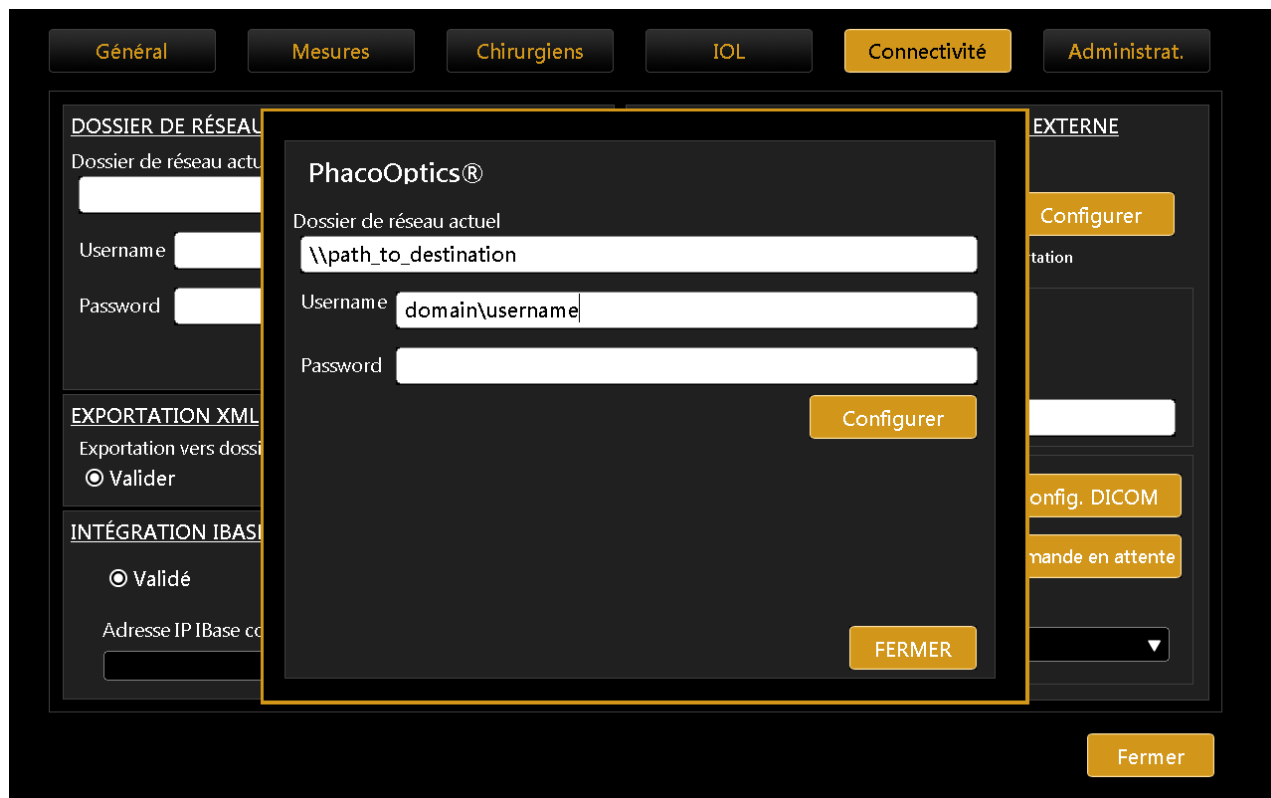 Général Mesures Chirurgiens IOL Connectivité Administrat.
DOSSIER DE RÉSEAU
Dossier de réseau actu
Username
Password
EXPORTATION XML
Exportation vers dossi
Valider
INTÉGRATION IBASE
Validé
Adresse IP IBase co
PhacoOptics®
Dossier de réseau actuel
\\path_to_destination
Username domain\username
Password
Configurer
FERMER
EXTERNE
Configurer
tation
onfig. DICOM
mande en attente
Fermer